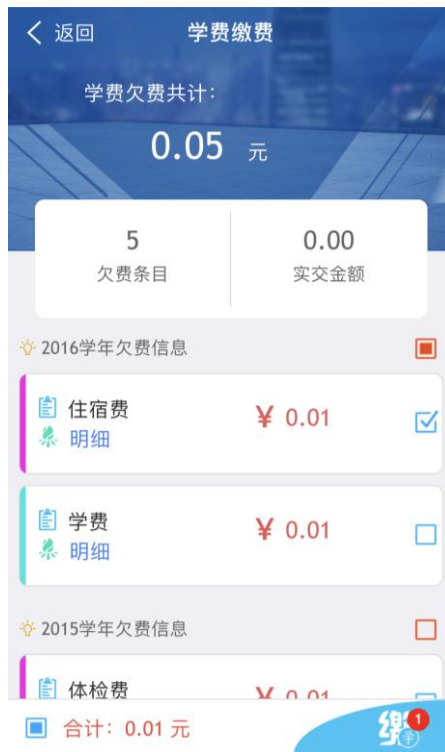 返回
学费缴费
学费欠费共计:
0.05 元
5
0.00
欠费条目
实交金额
2016学年欠费信息
住宿费
¥ 0.01
明细
学费
¥ 0.01
明细
2015学年欠费信息
体检费
¥ 0.01
合计: 0.01 元
缴
学
1